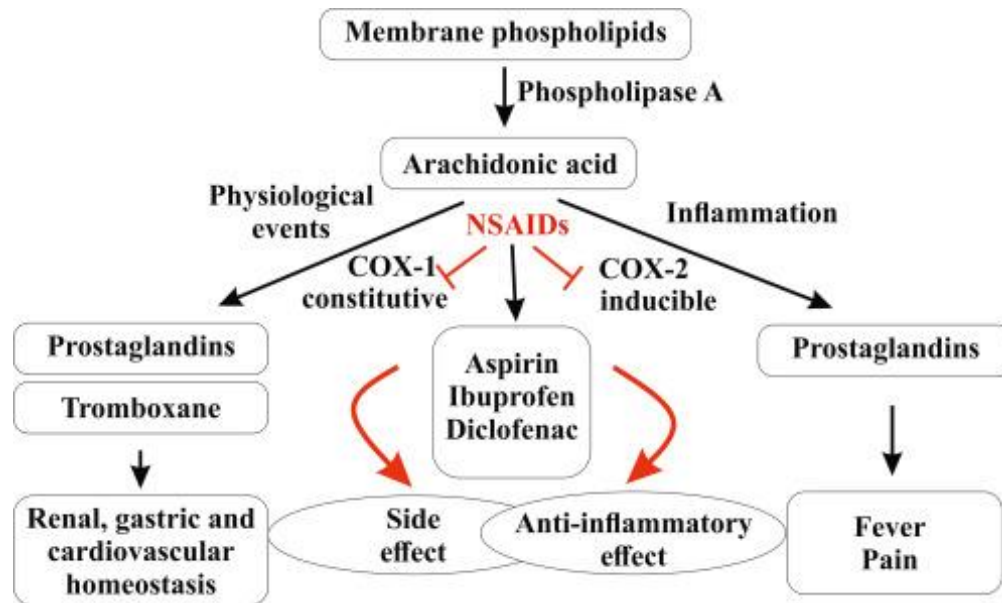 Membrane phospholipids
Phospholipase A
Arachidonic acid
Physiological
events
NSAIDs
Inflammation
COX-1
constitutive
COX-2
inducible
Prostaglandins
Tromboxane
Aspirin
Ibuprofen
Diclofenac
Prostaglandins
Renal, gastric and
cardiovascular
homeostasis
Side
effect
Anti-inflammatory
effect
Fever
Pain